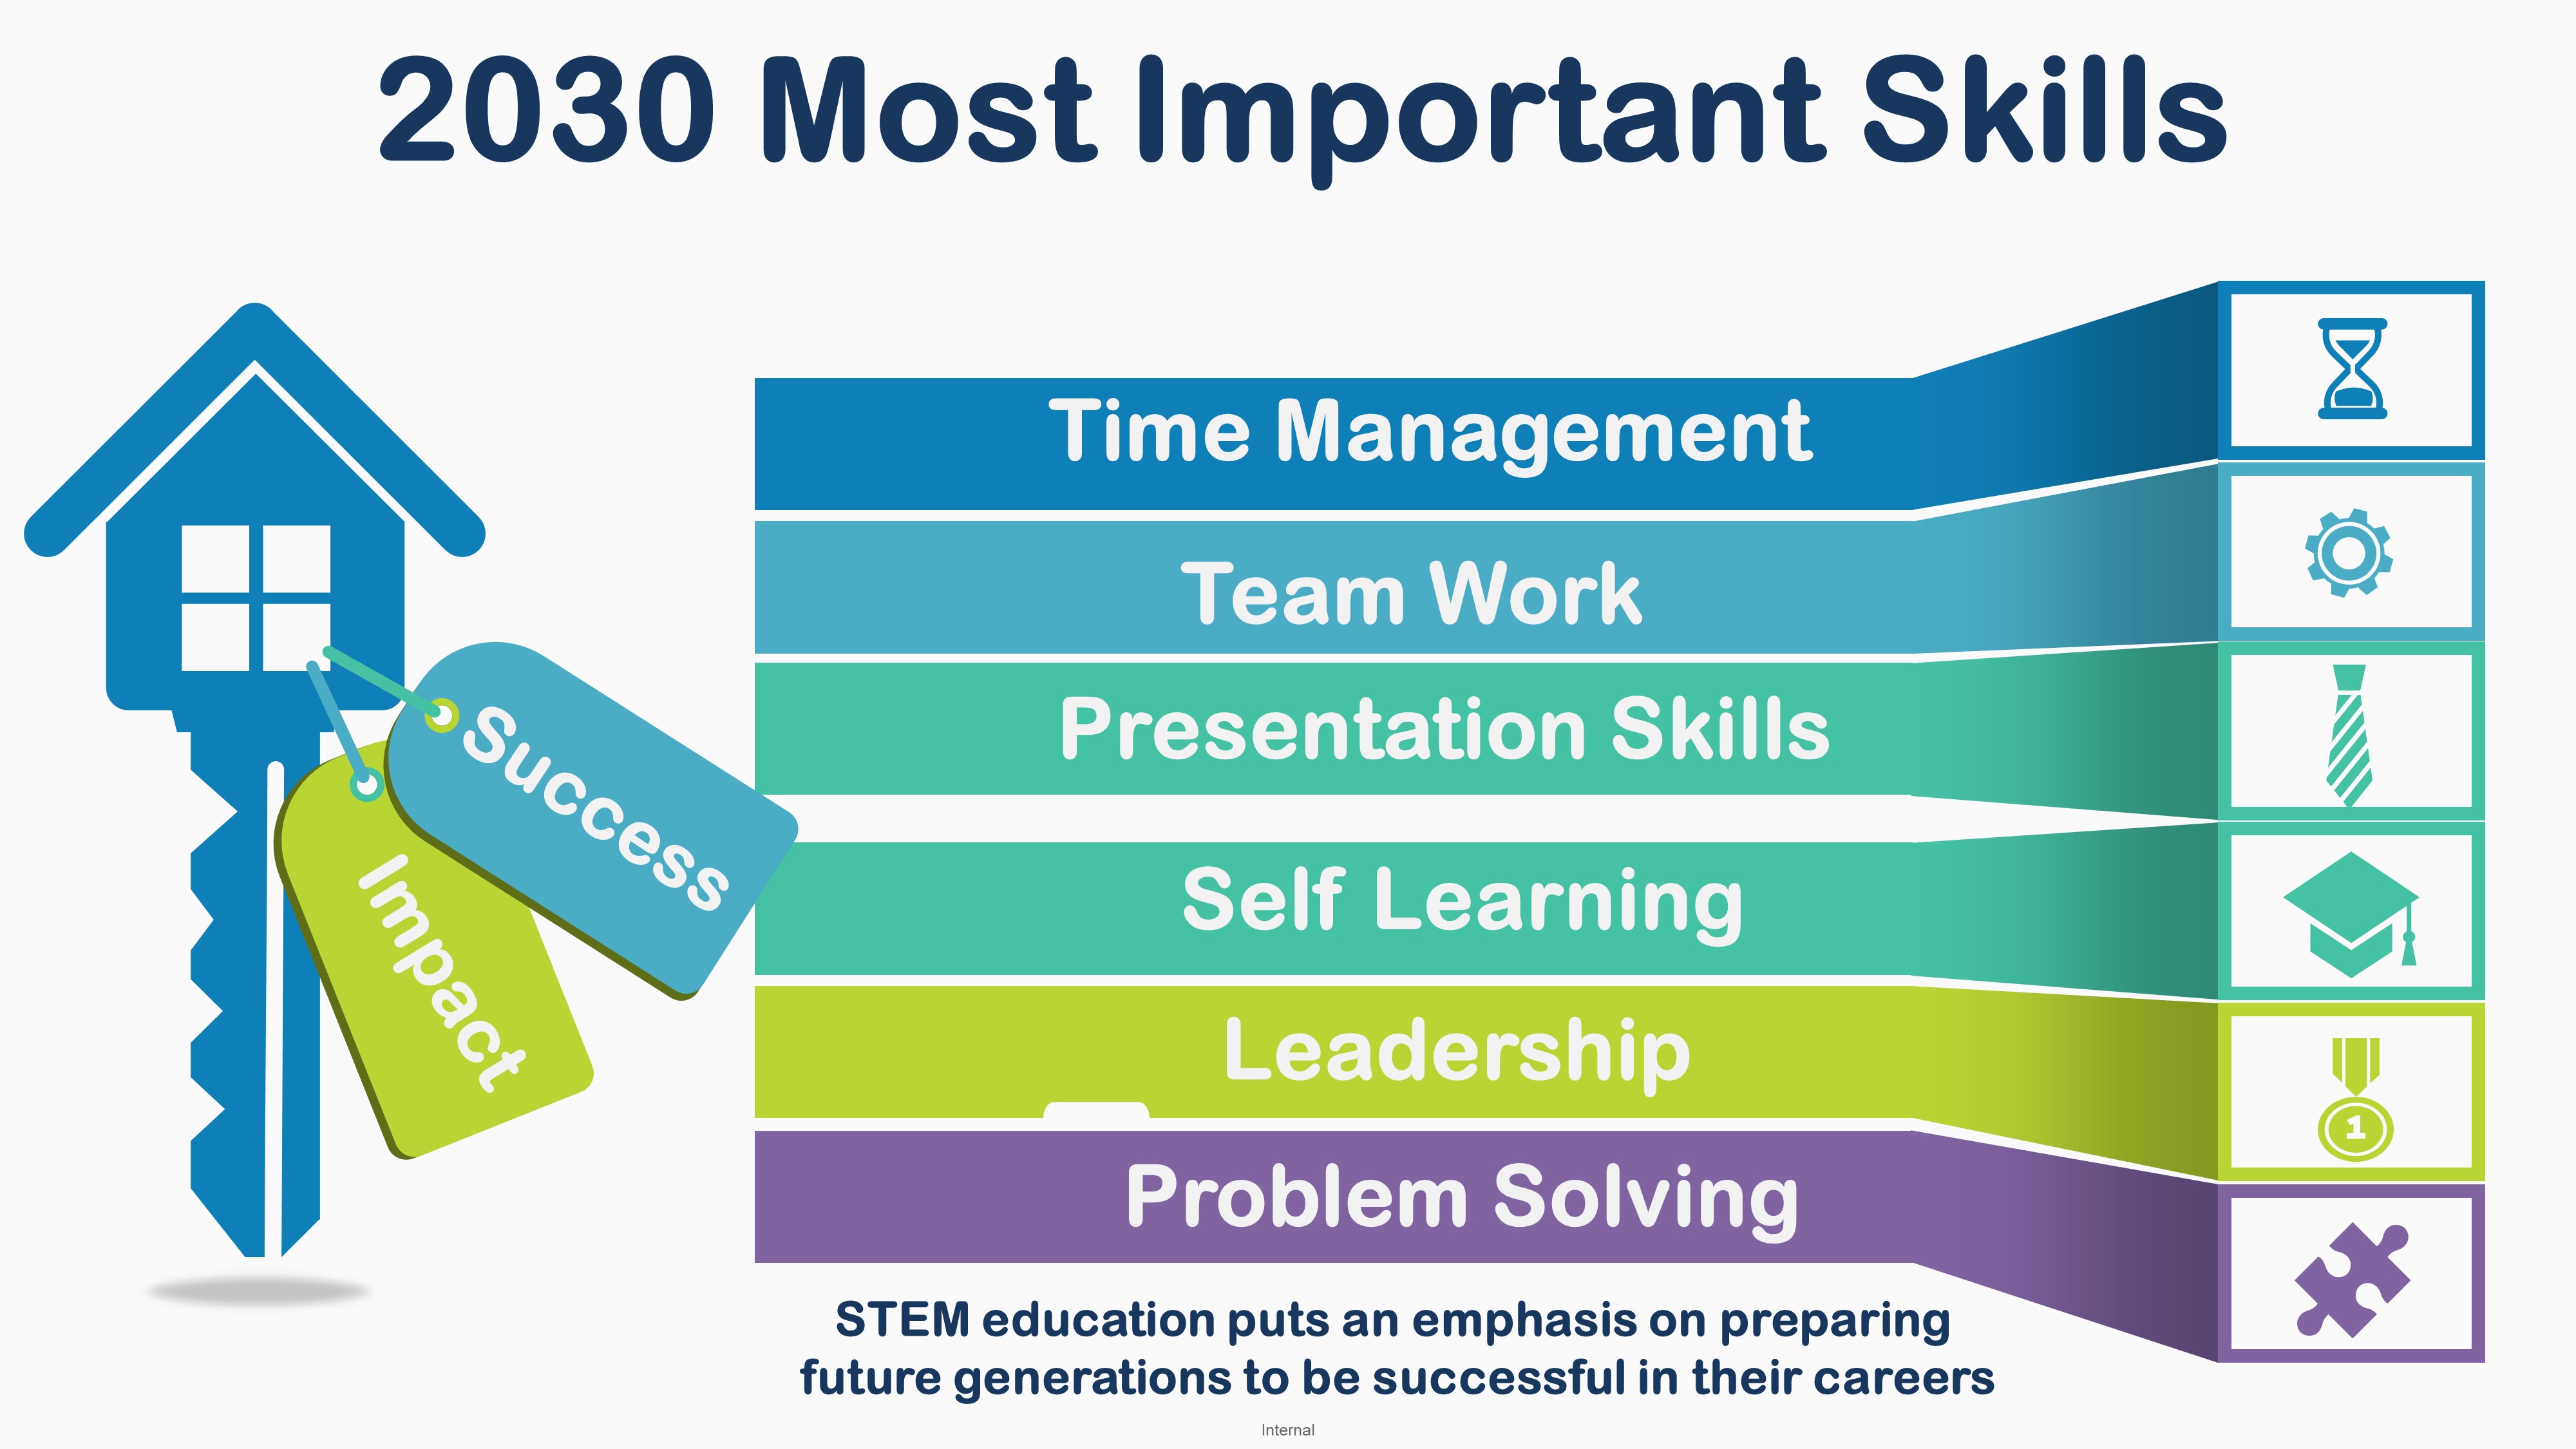 2030 Most Important Skills
Time Management
Team Work
Presentation Skills
Success
Self Learning
Impact
Leadership
1
Problem Solving
STEM education puts an emphasis on preparing
future generations to be successful in their careers
Internal